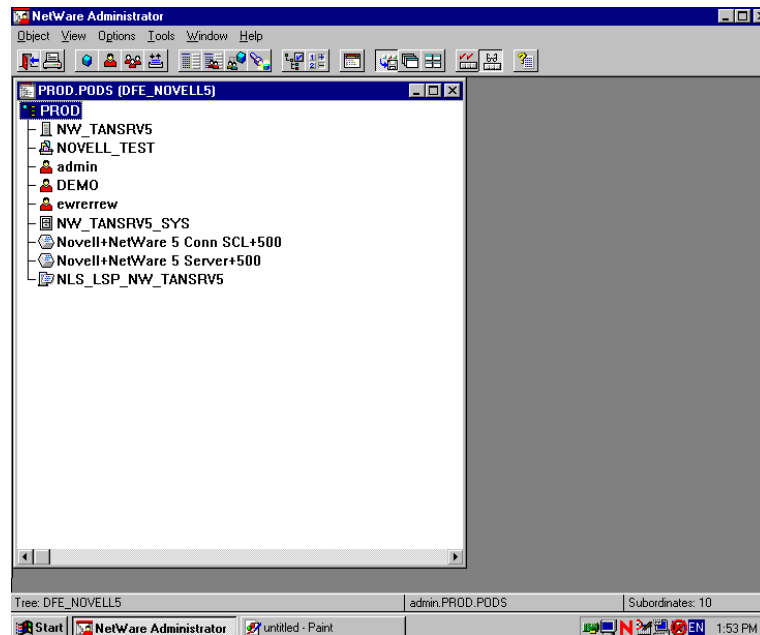 NetWare Administrator
Object View Options Tools Window Help
PROD.PODS (DFE_NOVELL5)
PROD
NW_TANSRV5
NOVELL_TEST
admin
DEMO
ewrerrew
NW_TANSRV5_SYS
Novell+NetWare 5 Conn SCL+500
Novell+NetWare 5 Server+500
NLS_LSP_NW_TANSRV5
Tree: DFE_NOVELL5 admin.PROD.PODS Subordinates: 10
Start NetWare Administrator untitled - Paint N EN 1:53 PM